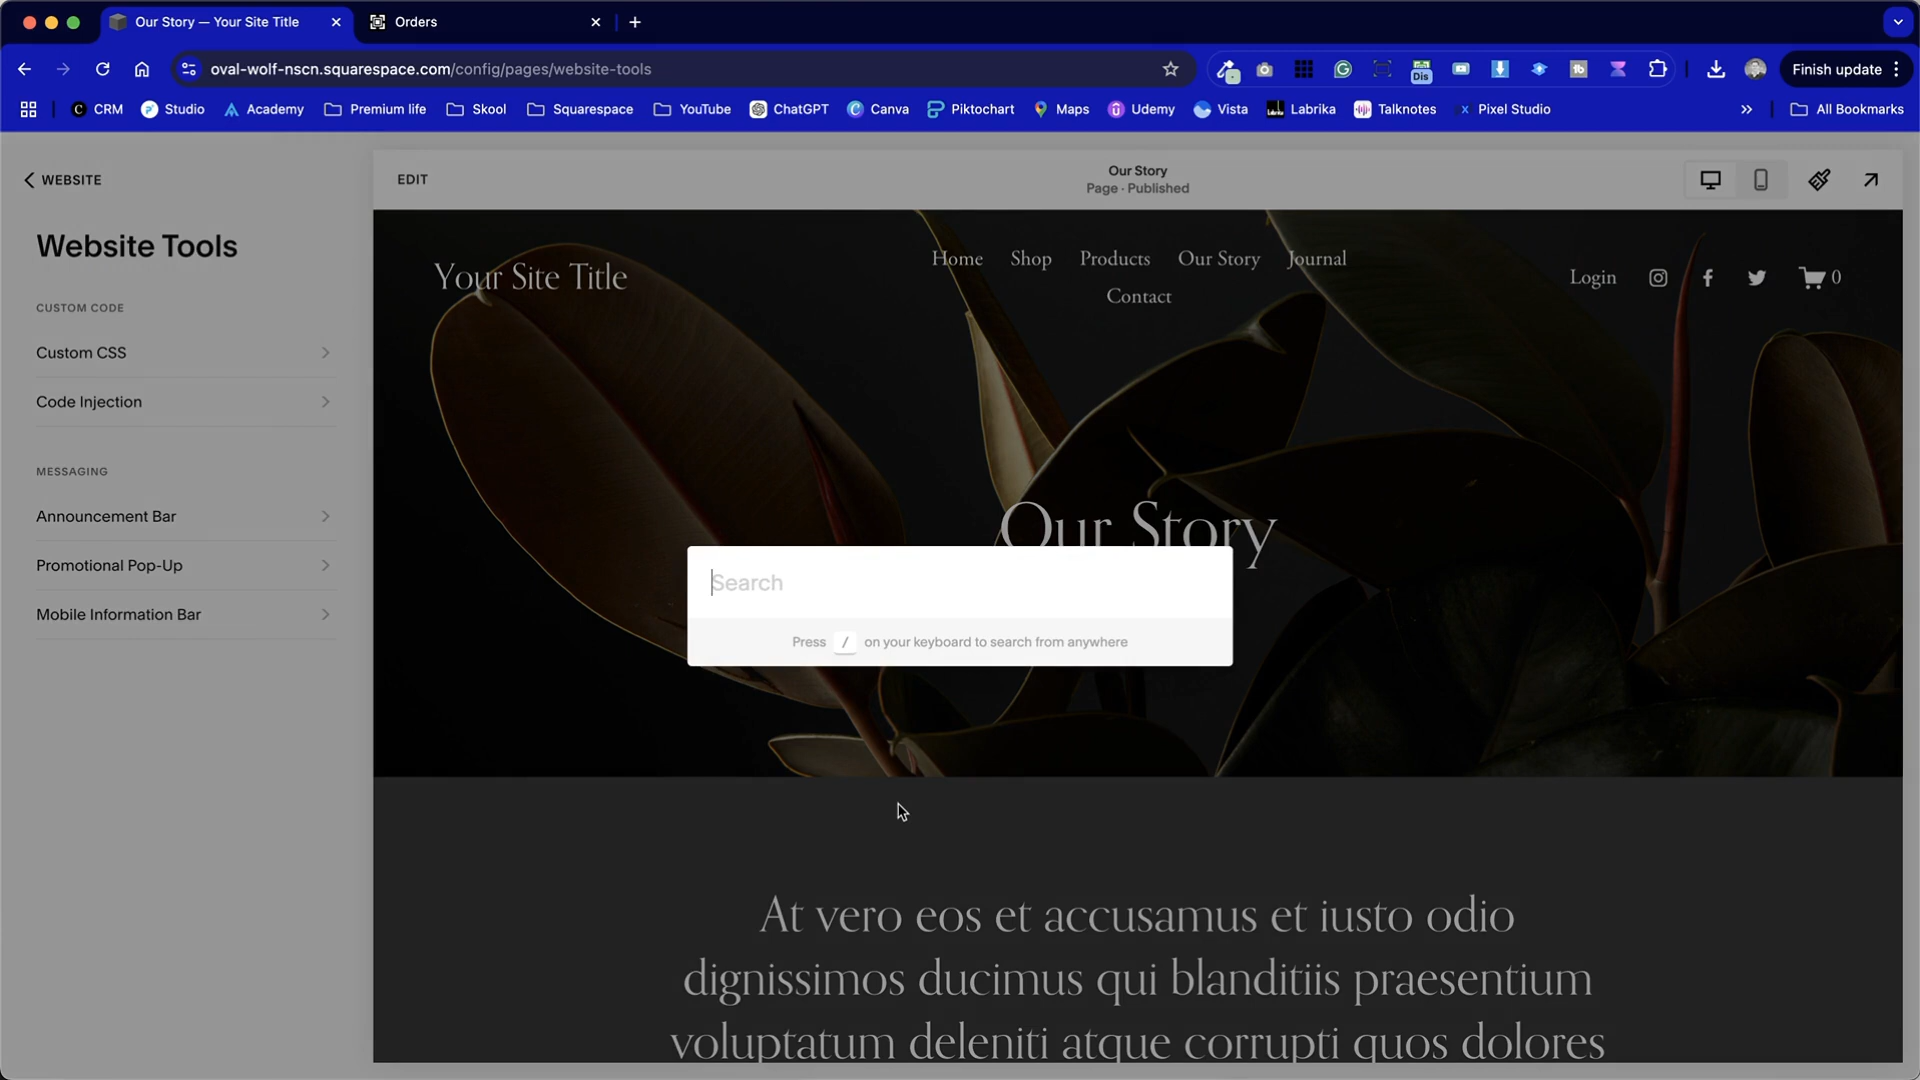 Our Story — Your Site Title
Orders
oval-wolf-nscn.squarespace.com/config/pages/website-tools
Dis
Finish update
CRM
Studio
Academy
Premium life
Skool
Squarespace
YouTube
ChatGPT
Canva
Piktochart
Maps
Udemy
Vista
Labrika
Talknotes
Pixel Studio
All Bookmarks
WEBSITE
Website Tools
CUSTOM CODE
Custom CSS
Code Injection
MESSAGING
Announcement Bar
Promotional Pop-Up
Mobile Information Bar
EDIT
Our Story
Page · Published
Your Site Title
Home Shop Products Our Story Journal
Contact
Login
0
Our Story
Search
Press / on your keyboard to search from anywhere
At vero eos et accusamus et iusto odio
dignissimos ducimus qui blanditiis praesentium
voluptatum deleniti atque corrupti quos dolores